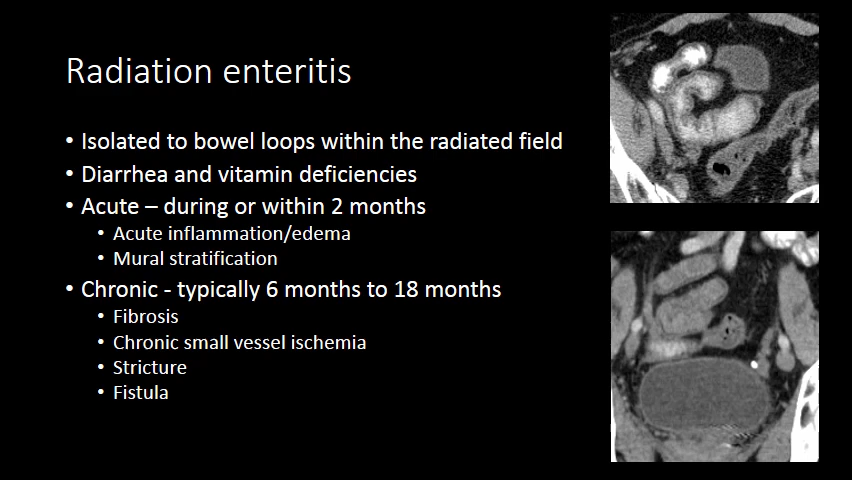 Radiation enteritis
• Isolated to bowel loops within the radiated field
• Diarrhea and vitamin deficiencies
• Acute – during or within 2 months
• Acute inflammation/edema
• Mural stratification
• Chronic - typically 6 months to 18 months
• Fibrosis
• Chronic small vessel ischemia
• Stricture
• Fistula